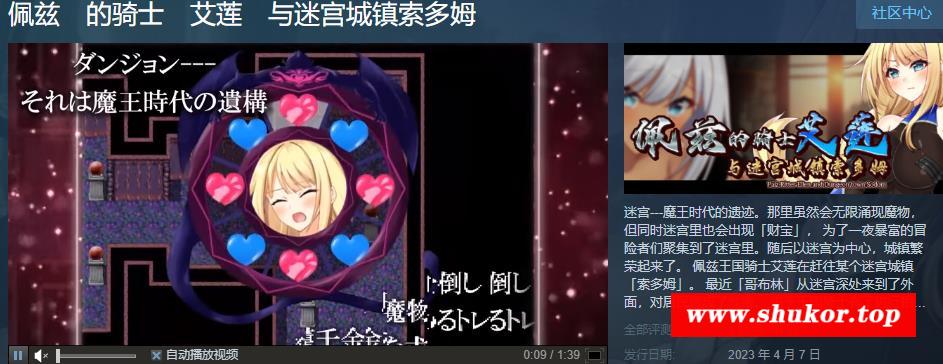 佩兹　的骑士　艾莲　与迷宫城镇索多姆
社区中心
ダンジョン---
それは魔王時代の遺構
倒し 倒し
魔物
るトレるトレ
佩兹的骑士艾莲
与迷宫城镇索多姆
Paiz Ritter Ellen and Dungeon town Sodom
迷宫---魔王时代的遗迹。那里虽然会无限涌现魔物，
但同时迷宫里也会出现「财宝」， 为了一夜暴富的冒
险者们聚集到了迷宫里。随后以迷宫为中心，城镇繁
荣起来了。 佩兹王国骑士艾莲在赶往某个迷宫城镇
「索多姆」。 最近「哥布林」从迷宫深处来到了外
面，对居
www.shukor.top
全部评测
发行日期:
2023 年 4 月 7 日
自动播放视频
0:09 / 1:39